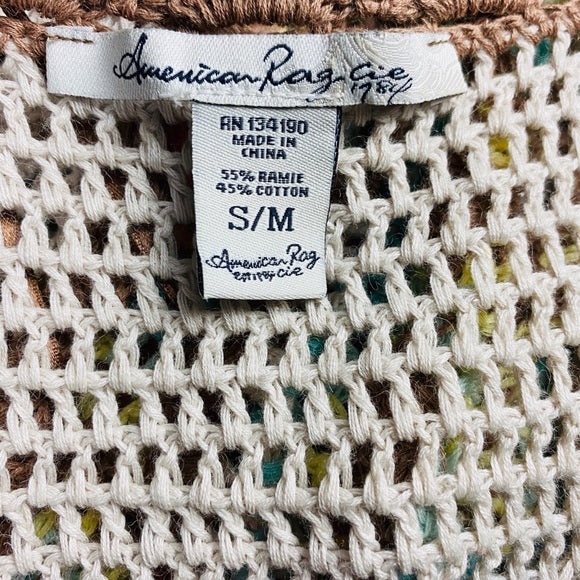 American Rag Cie
1984
RN 134190
MADE IN
CHINA
55% RAMIE
45% COTTON
S/M
American Rag
Cie